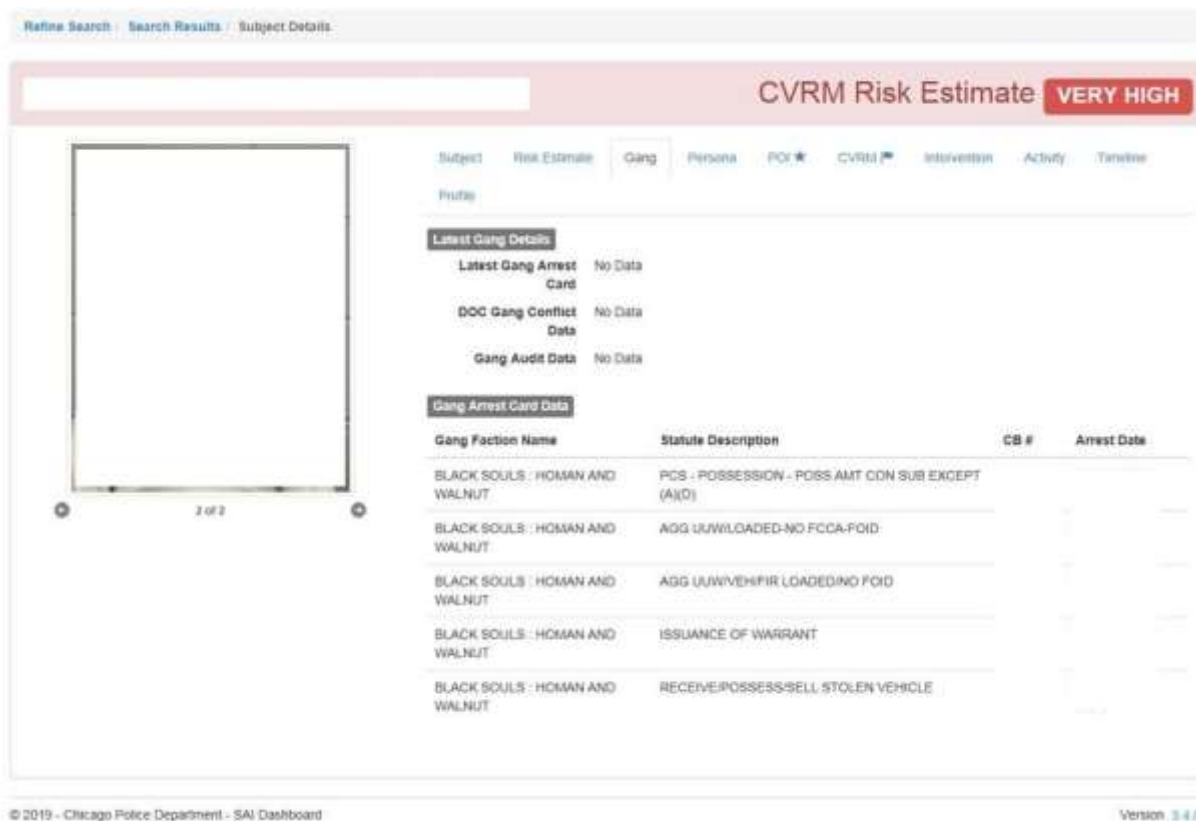 Refine Search / Search Results / Subject Details
CVRM Risk Estimate VERY HIGH
Subject Risk Estimate Gang Persona POI CVRM Intervention Activity Timeline
Profile
2 of 2
Latest Gang Details
Latest Gang Arrest Card No Data
DOC Gang Conflict Data No Data
Gang Audit Data No Data
Gang Arrest Card Data
Gang Faction Name Statute Description CB # Arrest Date
BLACK SOULS : HOMAN AND PCS - POSSESSION - POSS AMT CON SUB EXCEPT
WALNUT (A)(D)
BLACK SOULS : HOMAN AND AGG UUW/LOADED-NO FCCA-FOID
WALNUT
BLACK SOULS : HOMAN AND AGG UUW/VEH/FIR LOADED/NO FOID
WALNUT
BLACK SOULS : HOMAN AND ISSUANCE OF WARRANT
WALNUT
BLACK SOULS : HOMAN AND RECEIVE/POSSESS/SELL STOLEN VEHICLE
WALNUT
© 2019 - Chicago Police Department - SAI Dashboard Version